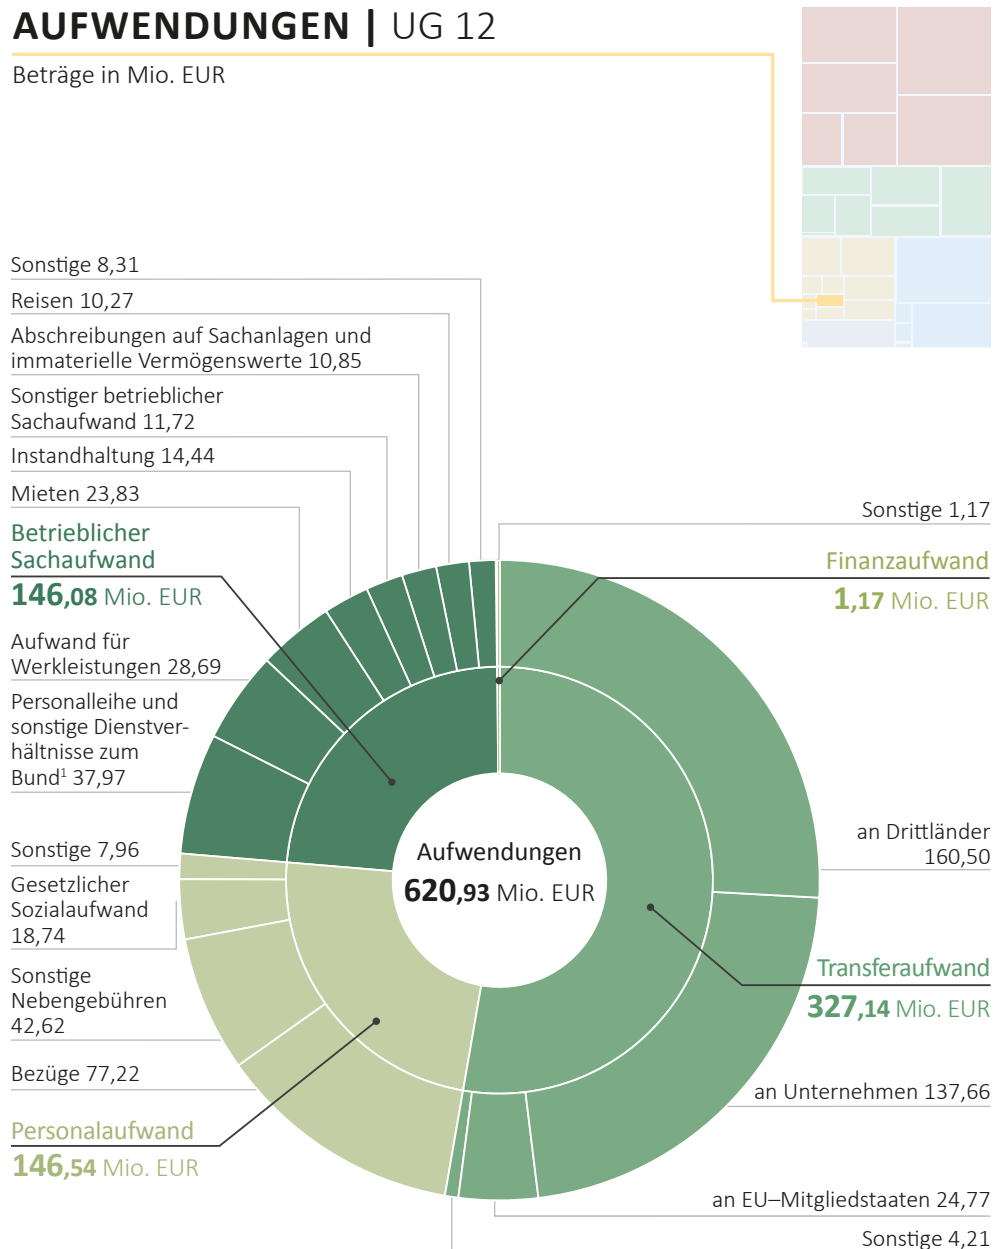 AUFWENDUNGEN | UG 12
Beträge in Mio. EUR
Sonstige 8,31
Reisen 10,27
Abschreibungen auf Sachanlagen und
immaterielle Vermögenswerte 10,85
Sonstiger betrieblicher
Sachaufwand 11,72
Instandhaltung 14,44
Mieten 23,83
Betrieblicher
Sachaufwand
146,08 Mio. EUR
Aufwand für
Werkleistungen 28,69
Personalleihe und
sonstige Dienstver-
hältnisse zum
Bund¹ 37,97
Sonstige 7,96
Gesetzlicher
Sozialaufwand
18,74
Sonstige
Nebengebühren
42,62
Bezüge 77,22
Personalaufwand
146,54 Mio. EUR
Aufwendungen
620,93 Mio. EUR
Sonstige 1,17
Finanzaufwand
1,17 Mio. EUR
an Drittländer
160,50
Transferaufwand
327,14 Mio. EUR
an Unternehmen 137,66
an EU–Mitgliedstaaten 24,77
Sonstige 4,21